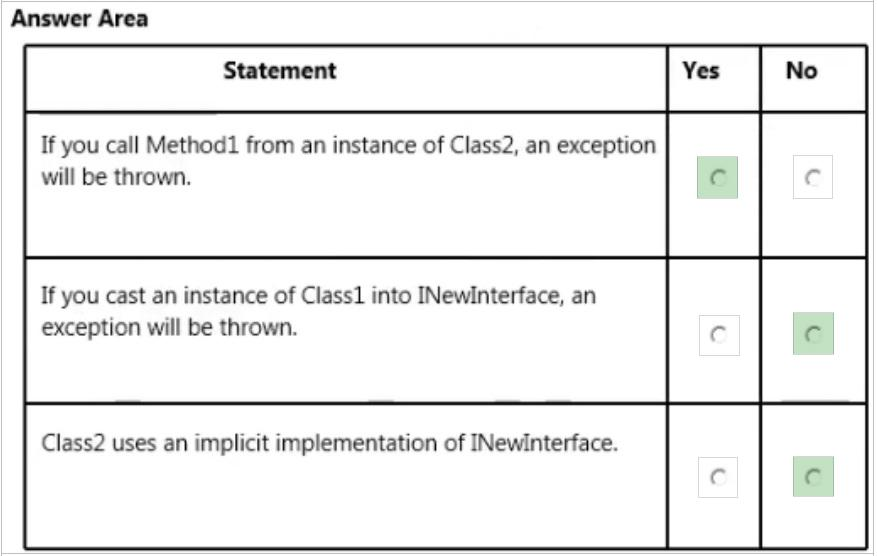 Answer Area
Statement Yes No
If you call Method1 from an instance of Class2, an exception
will be thrown.
If you cast an instance of Class1 into INewInterface, an
exception will be thrown.
Class2 uses an implicit implementation of INewInterface.